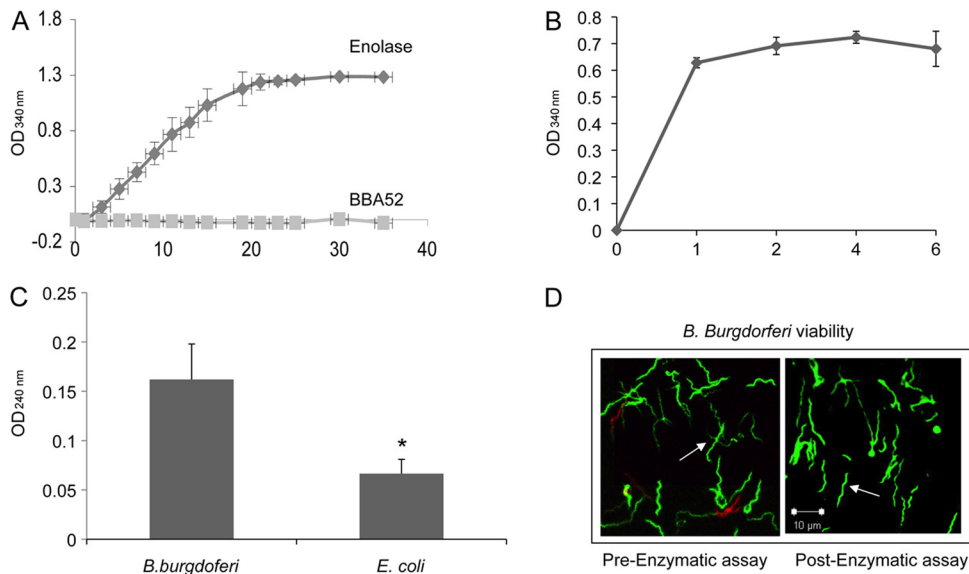 A
1.8
1.3
0.8
0.3
-0.2
OD340 nm
Enolase
BBA52
0 10 20 30 40
B
0.8
0.7
0.6
0.5
0.4
0.3
0.2
0.1
0
OD340 nm
0 1 2 4 6
C
0.25
0.2
0.15
0.1
0.05
0
OD240 nm
*
B.burgdoferi E. coli
D
B. Burgdorferi viability
10 µm
Pre-Enzymatic assay Post-Enzymatic assay